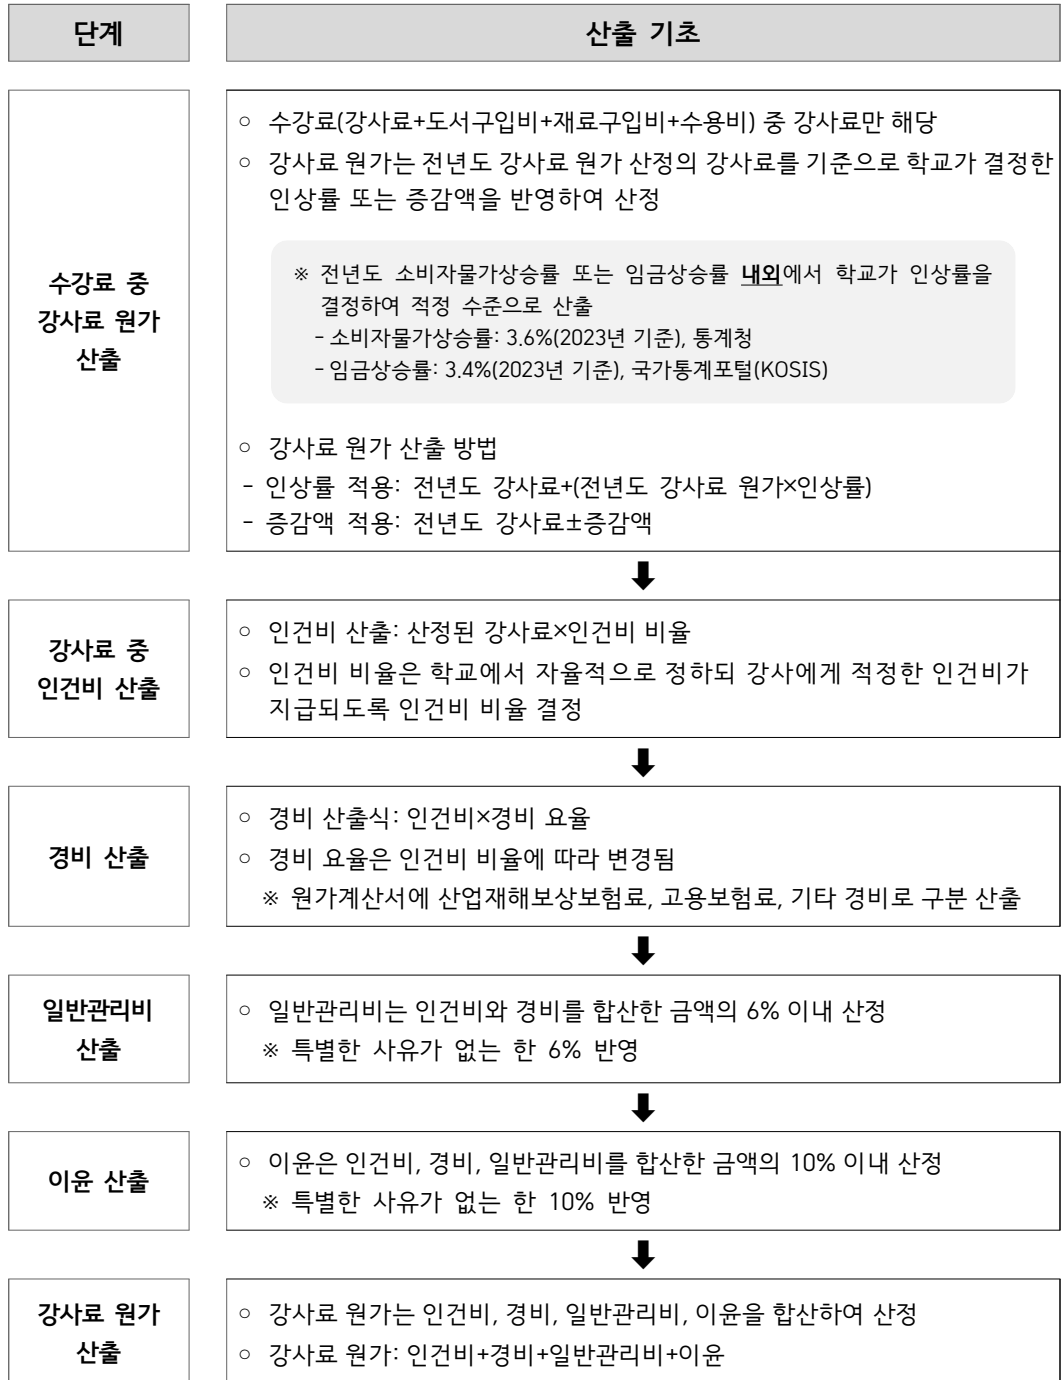 단계
산출 기초
수강료 중
강사료 원가
산출
○ 수강료(강사료+도서구입비+재료구입비+수용비) 중 강사료만 해당
○ 강사료 원가는 전년도 강사료 원가 산정의 강사료를 기준으로 학교가 결정한
인상률 또는 증감액을 반영하여 산정
※ 전년도 소비자물가상승률 또는 임금상승률 내외에서 학교가 인상률을
결정하여 적정 수준으로 산출
- 소비자물가상승률: 3.6%(2023년 기준), 통계청
- 임금상승률: 3.4%(2023년 기준), 국가통계포털(KOSIS)
○ 강사료 원가 산출 방법
- 인상률 적용: 전년도 강사료+(전년도 강사료 원가×인상률)
- 증감액 적용: 전년도 강사료±증감액
강사료 중
인건비 산출
○ 인건비 산출: 산정된 강사료×인건비 비율
○ 인건비 비율은 학교에서 자율적으로 정하되 강사에게 적정한 인건비가
지급되도록 인건비 비율 결정
경비 산출
○ 경비 산출식: 인건비×경비 요율
○ 경비 요율은 인건비 비율에 따라 변경됨
※ 원가계산서에 산업재해보상보험료, 고용보험료, 기타 경비로 구분 산출
일반관리비
산출
○ 일반관리비는 인건비와 경비를 합산한 금액의 6% 이내 산정
※ 특별한 사유가 없는 한 6% 반영
이윤 산출
○ 이윤은 인건비, 경비, 일반관리비를 합산한 금액의 10% 이내 산정
※ 특별한 사유가 없는 한 10% 반영
강사료 원가
산출
○ 강사료 원가는 인건비, 경비, 일반관리비, 이윤을 합산하여 산정
○ 강사료 원가: 인건비+경비+일반관리비+이윤